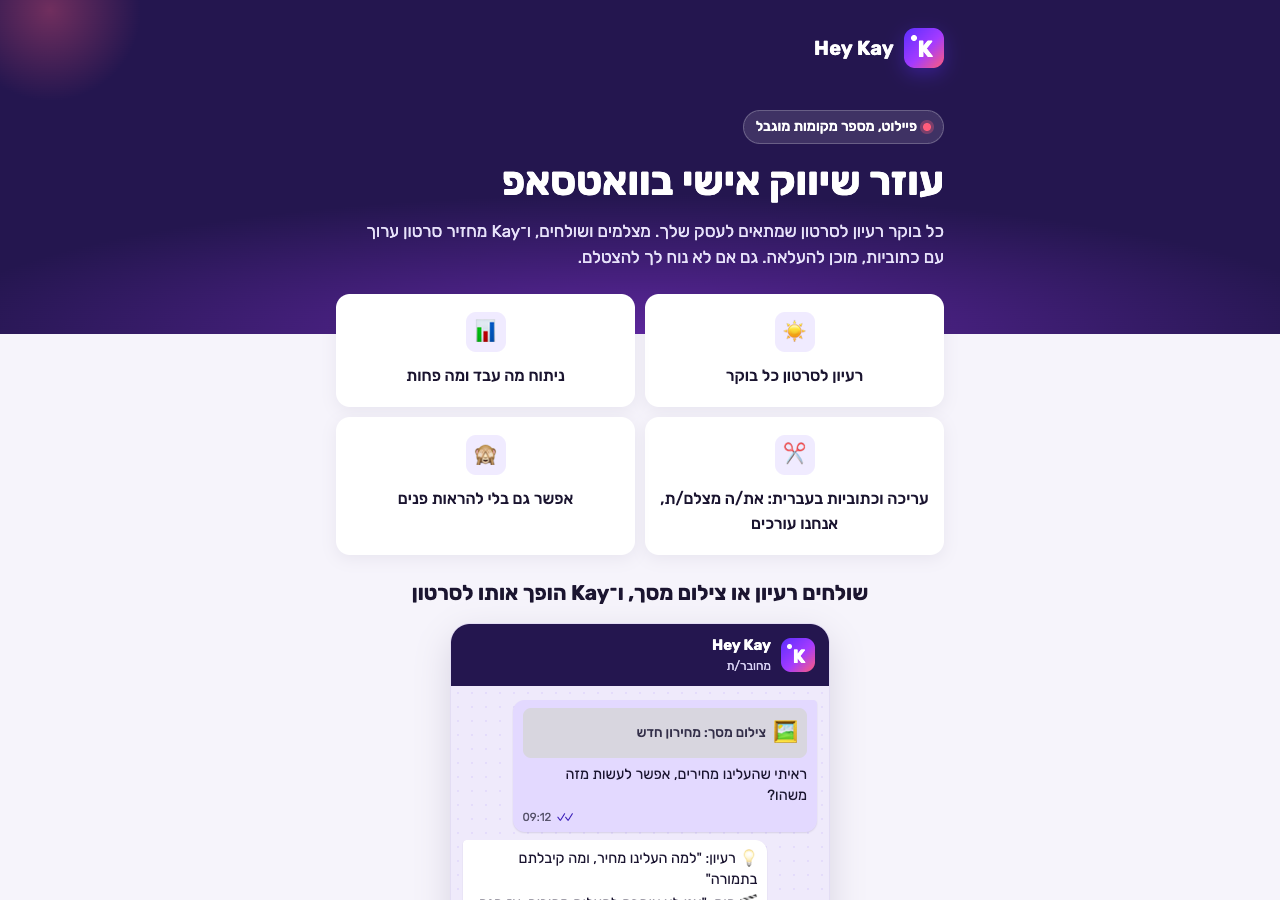 K
Hey Kay
פיילוט, מספר מקומות מוגבל
עוזר שיווק אישי בוואטסאפ
כל בוקר רעיון לסרטון שמתאים לעסק שלך. מצלמים ושולחים, ו־Kay מחזיר סרטון ערוך
עם כתוביות, מוכן להעלאה. גם אם לא נוח לך להצטלם.
רעיון לסרטון כל בוקר
ניתוח מה עבד ומה פחות
עריכה וכתוביות בעברית: את/ה מצלם/ת,
אנחנו עורכים
אפשר גם בלי להראות פנים
שולחים רעיון או צילום מסך, ו־Kay הופך אותו לסרטון
K
Hey Kay
מחובר/ת
צילום מסך: מחירון חדש
ראיתי שהעלינו מחירים, אפשר לעשות מזה
משהו?
09:12
רעיון: "למה העלינו מחיר, ומה קיבלתם
בתמורה"